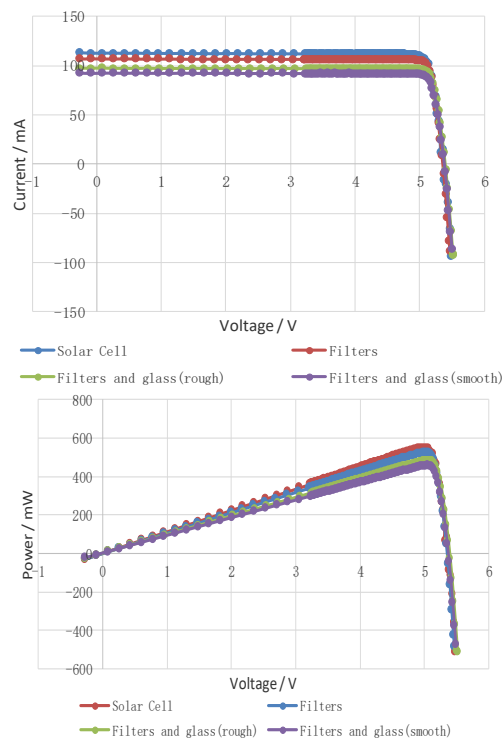 150
100
50
0
-50
-100
-150
-1 0 1 2 3 4 5 6
Current / mA
Voltage / V
Solar Cell Filters
Filters and glass(rough) Filters and glass(smooth)
800
600
400
200
0
-200
-400
-600
-1 0 1 2 3 4 5 6
Power / mW
Voltage / V
Solar Cell Filters
Filters and glass(rough) Filters and glass(smooth)